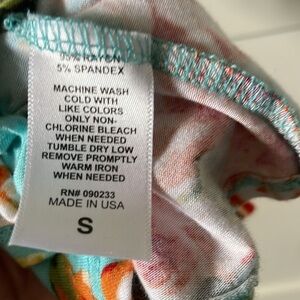 95% RAYON
5% SPANDEX
MACHINE WASH
COLD WITH
LIKE COLORS
ONLY NON-
CHLORINE BLEACH
WHEN NEEDED
TUMBLE DRY LOW
REMOVE PROMPTLY
WARM IRON
WHEN NEEDED
RN# 090233
MADE IN USA
S